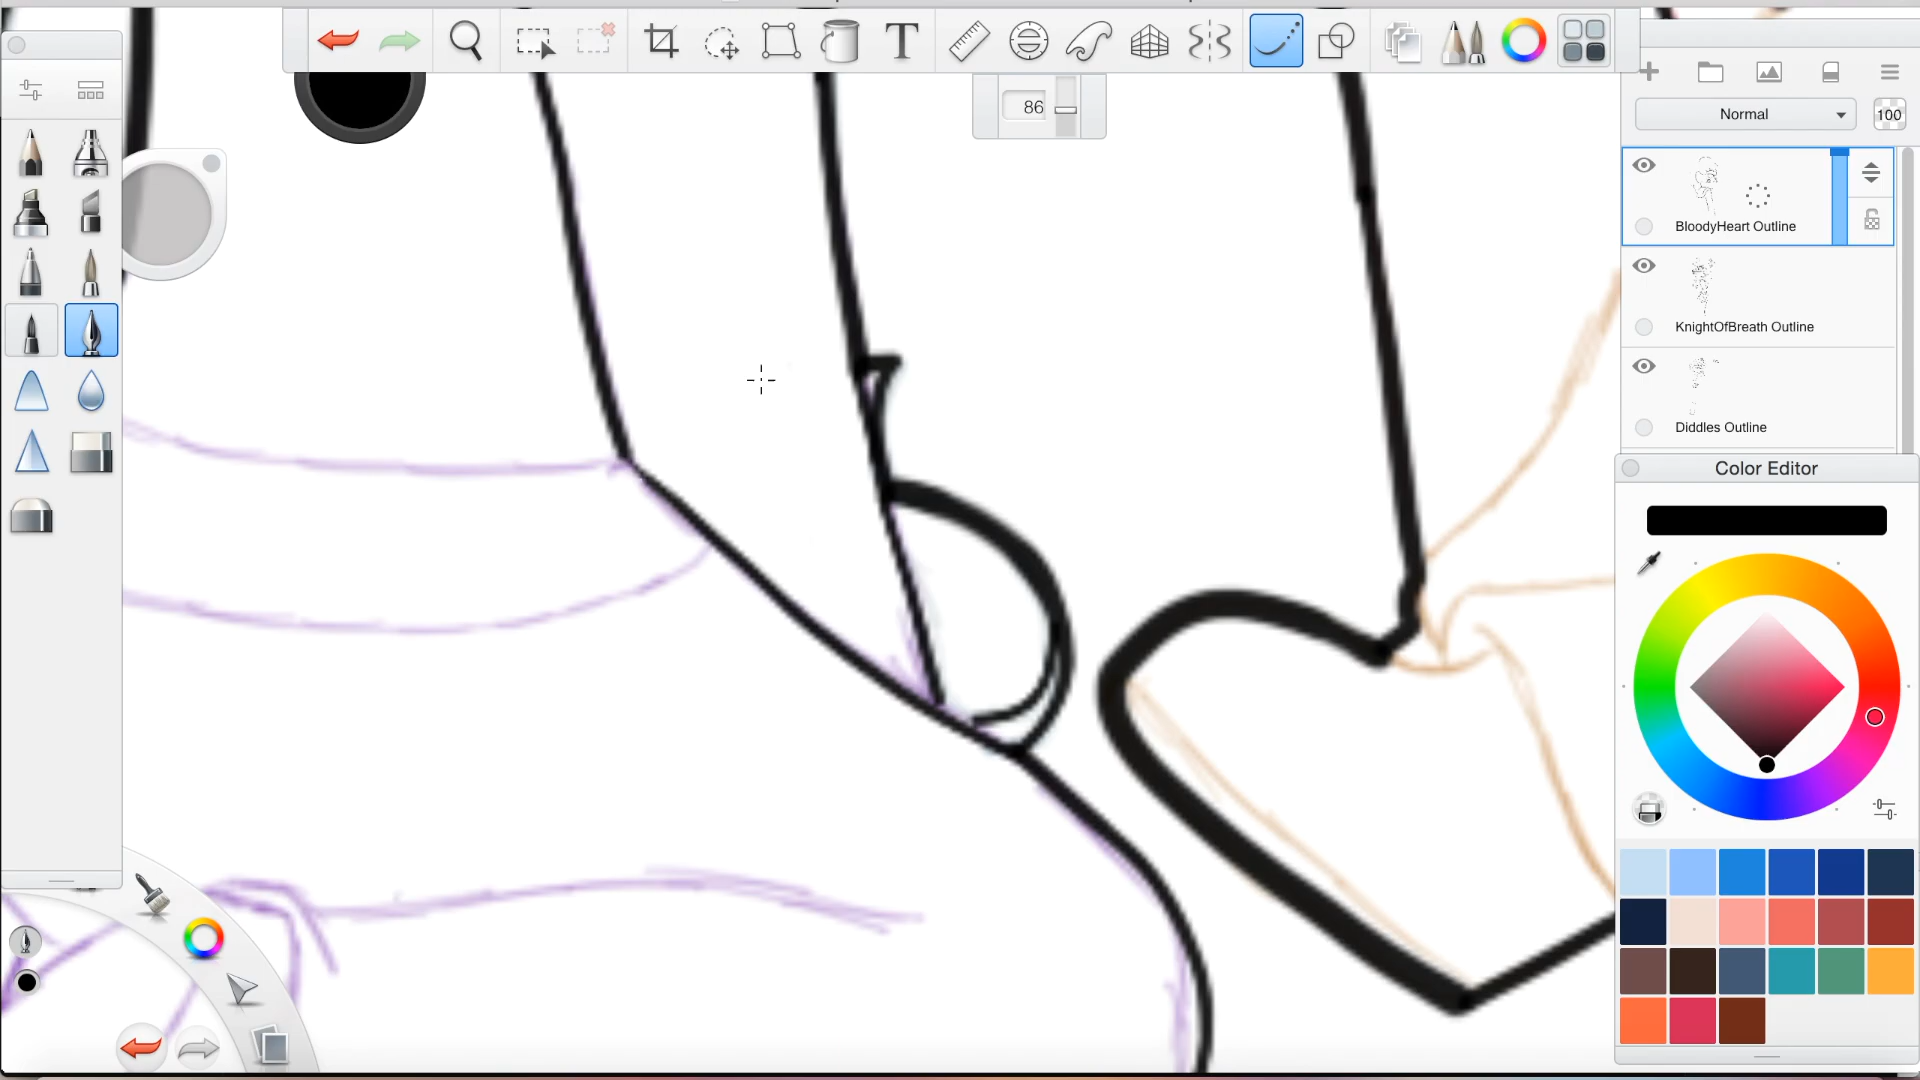 T
86
Normal
100
BloodyHeart Outline
KnightOfBreath Outline
Diddles Outline
Color Editor